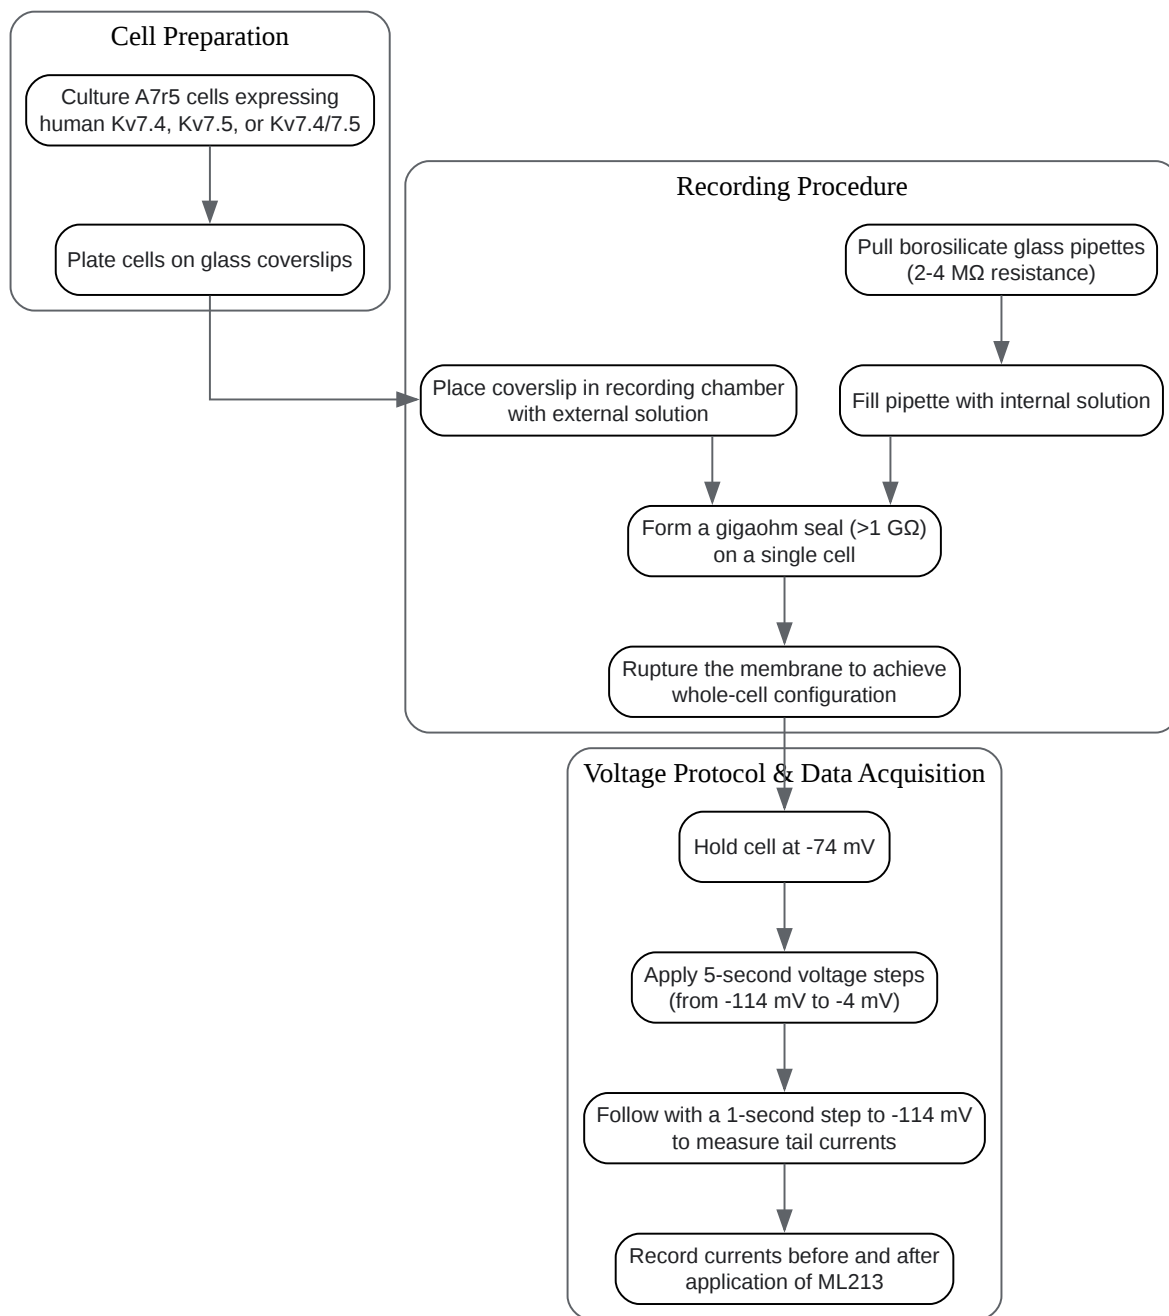 Cell Preparation
Culture A7r5 cells expressing
human Kv7.4, Kv7.5, or Kv7.4/7.5
Plate cells on glass coverslips
Recording Procedure
Pull borosilicate glass pipettes
(2-4 MΩ resistance)
Place coverslip in recording chamber
with external solution
Fill pipette with internal solution
Form a gigaohm seal (>1 GΩ)
on a single cell
Rupture the membrane to achieve
whole-cell configuration
Voltage Protocol & Data Acquisition
Hold cell at -74 mV
Apply 5-second voltage steps
(from -114 mV to -4 mV)
Follow with a 1-second step to -114 mV
to measure tail currents
Record currents before and after
application of ML213